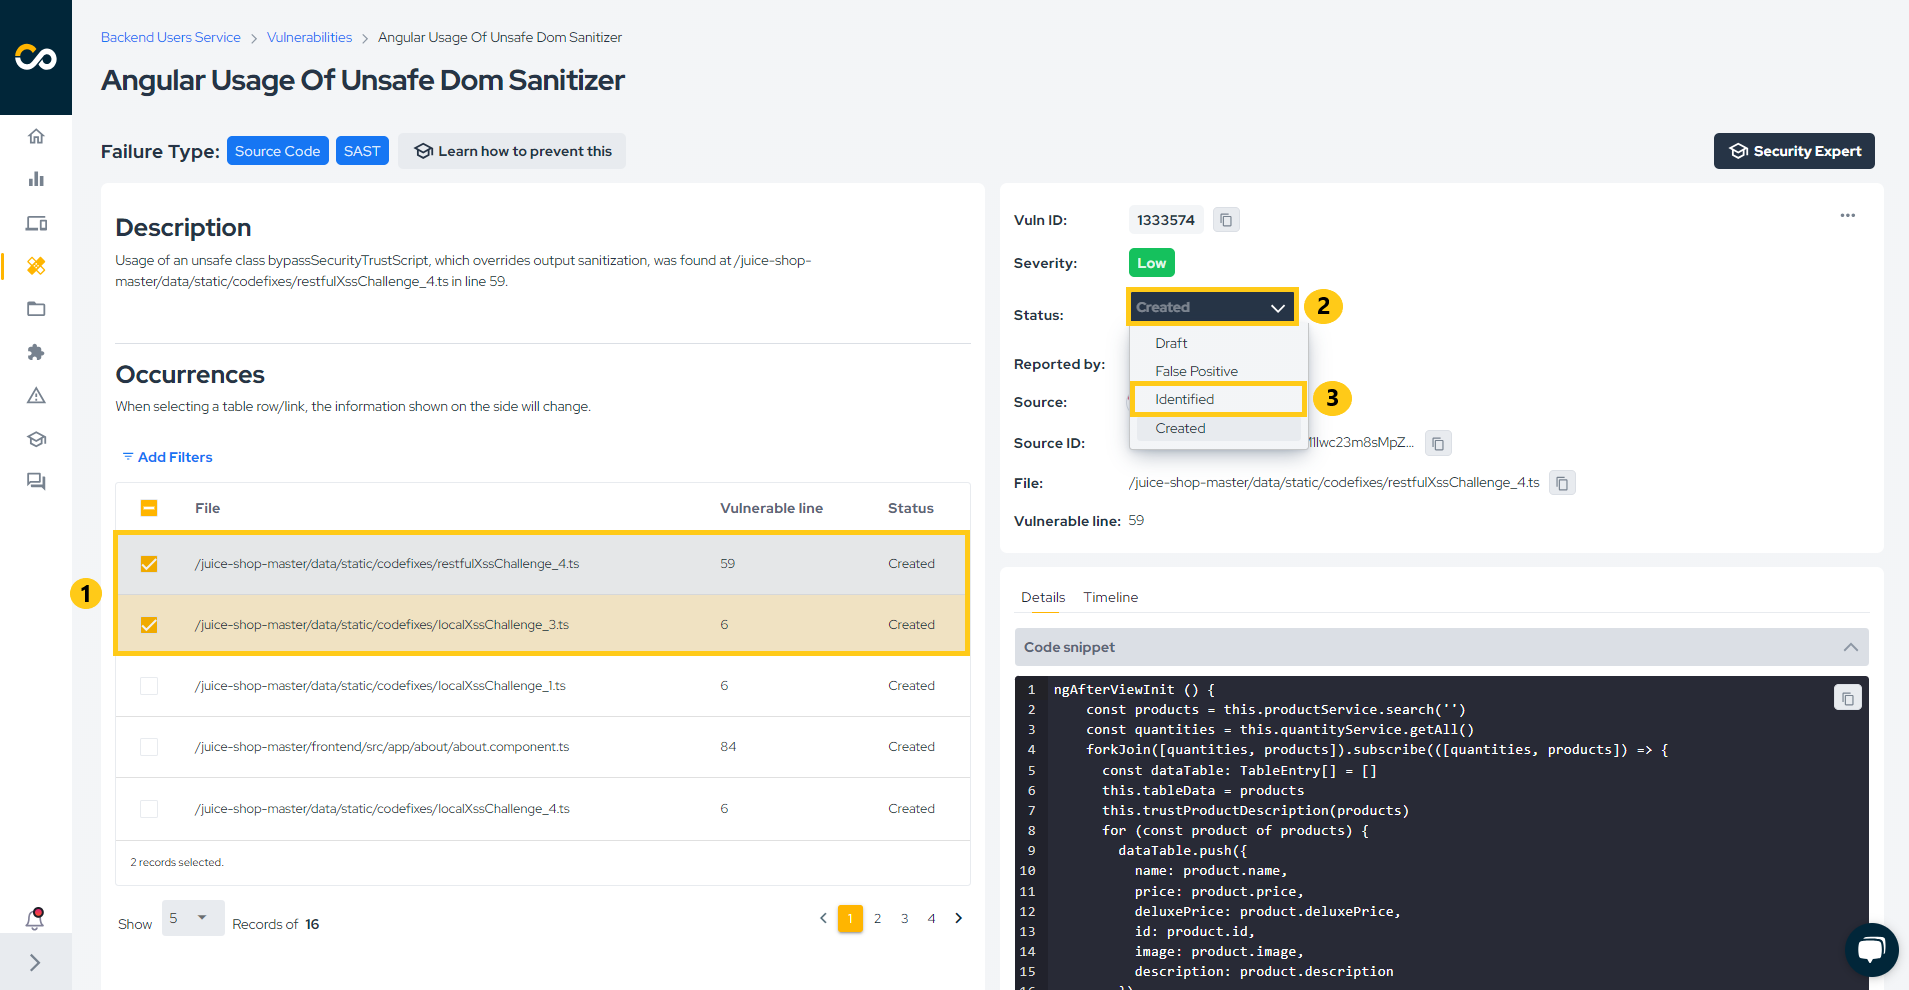 Backend Users Service > Vulnerabilities > Angular Usage Of Unsafe Dom Sanitizer
Angular Usage Of Unsafe Dom Sanitizer
Failure Type: Source Code SAST Learn how to prevent this
Security Expert
Description
Usage of an unsafe class bypassSecurityTrustScript, which overrides output sanitization, was found at /juice-shop-
master/data/static/codefixes/restfulXssChallenge_4.ts in line 59.
Occurrences
When selecting a table row/link, the information shown on the side will change.
Add Filters
File Vulnerable line Status
1
/juice-shop-master/data/static/codefixes/restfulXssChallenge_4.ts 59 Created
/juice-shop-master/data/static/codefixes/localXssChallenge_3.ts 6 Created
/juice-shop-master/data/static/codefixes/localXssChallenge_1.ts 6 Created
/juice-shop-master/frontend/src/app/about/about.component.ts 84 Created
/juice-shop-master/data/static/codefixes/localXssChallenge_4.ts 6 Created
2 records selected.
Show 5 Records of 16
1 2 3 4
Vuln ID: 1333574
Severity: Low
Status: Created 2
Draft
False Positive
Identified 3
Created
Reported by:
Source:
Source ID: lwc23m8sMpZ...
File: /juice-shop-master/data/static/codefixes/restfulXssChallenge_4.ts
Vulnerable line: 59
Details Timeline
Code snippet
1 ngAfterViewInit () {
2 const products = this.productService.search('')
3 const quantities = this.quantityService.getAll()
4 forkJoin([quantities, products]).subscribe(([quantities, products]) => {
5 const dataTable: TableEntry[] = []
6 this.tableData = products
7 this.trustProductDescription(products)
8 for (const product of products) {
9 dataTable.push({
10 name: product.name,
11 price: product.price,
12 deluxePrice: product.deluxePrice,
13 id: product.id,
14 image: product.image,
15 description: product.description